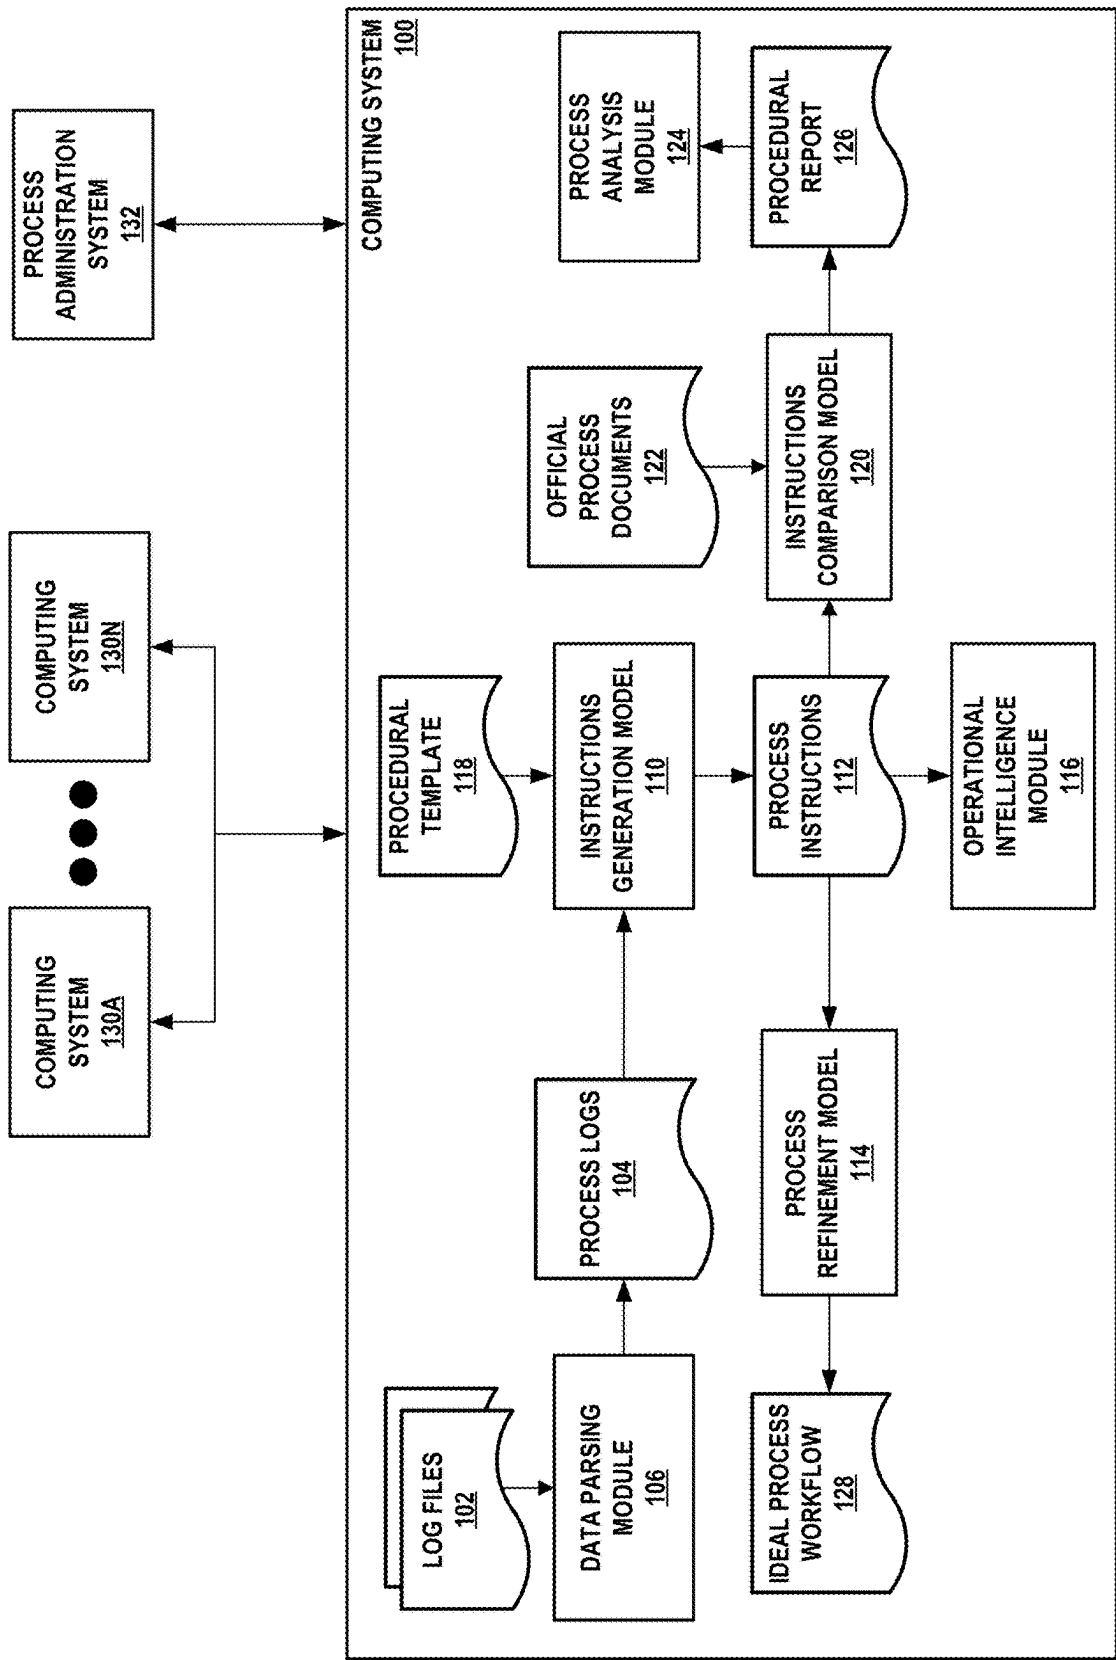 COMPUTING
SYSTEM
130A
COMPUTING
SYSTEM
130N
PROCESS
ADMINISTRATION
SYSTEM
132
COMPUTING SYSTEM
100
LOG FILES
102
DATA PARSING
MODULE
106
PROCESS LOGS
104
PROCEDURAL
TEMPLATE
118
INSTRUCTIONS
GENERATION MODEL
110
PROCESS
INSTRUCTIONS
112
OPERATIONAL
INTELLIGENCE
MODULE
116
PROCESS
REFINEMENT MODEL
114
IDEAL PROCESS
WORKFLOW
128
OFFICIAL
PROCESS
DOCUMENTS
122
INSTRUCTIONS
COMPARISON MODEL
120
PROCESS
ANALYSIS
MODULE
124
PROCEDURAL
REPORT
126